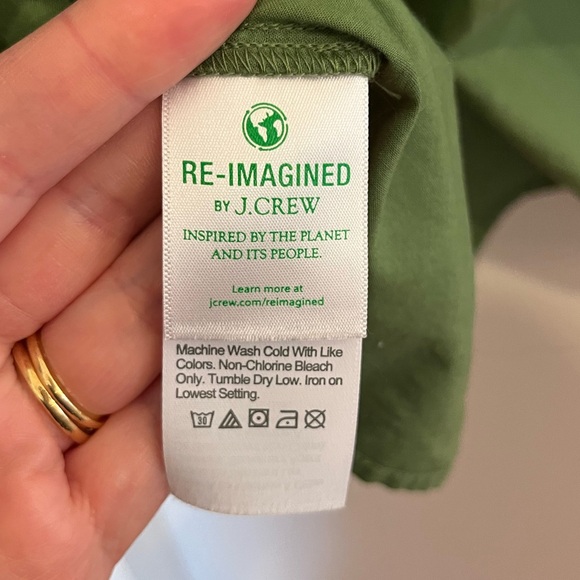 RE-IMAGINED
BY J.CREW
INSPIRED BY THE PLANET
AND ITS PEOPLE.
Learn more at
jcrew.com/reimagined
Machine Wash Cold With Like
Colors. Non-Chlorine Bleach
Only. Tumble Dry Low. Iron on
Lowest Setting.
30